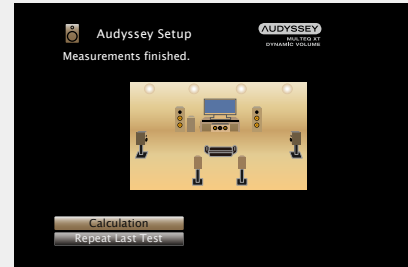 Audyssey Setup
AUDYSSEY
MULTEQ XT
DYNAMIC VOLUME
Measurements finished.
Calculation
Repeat Last Test